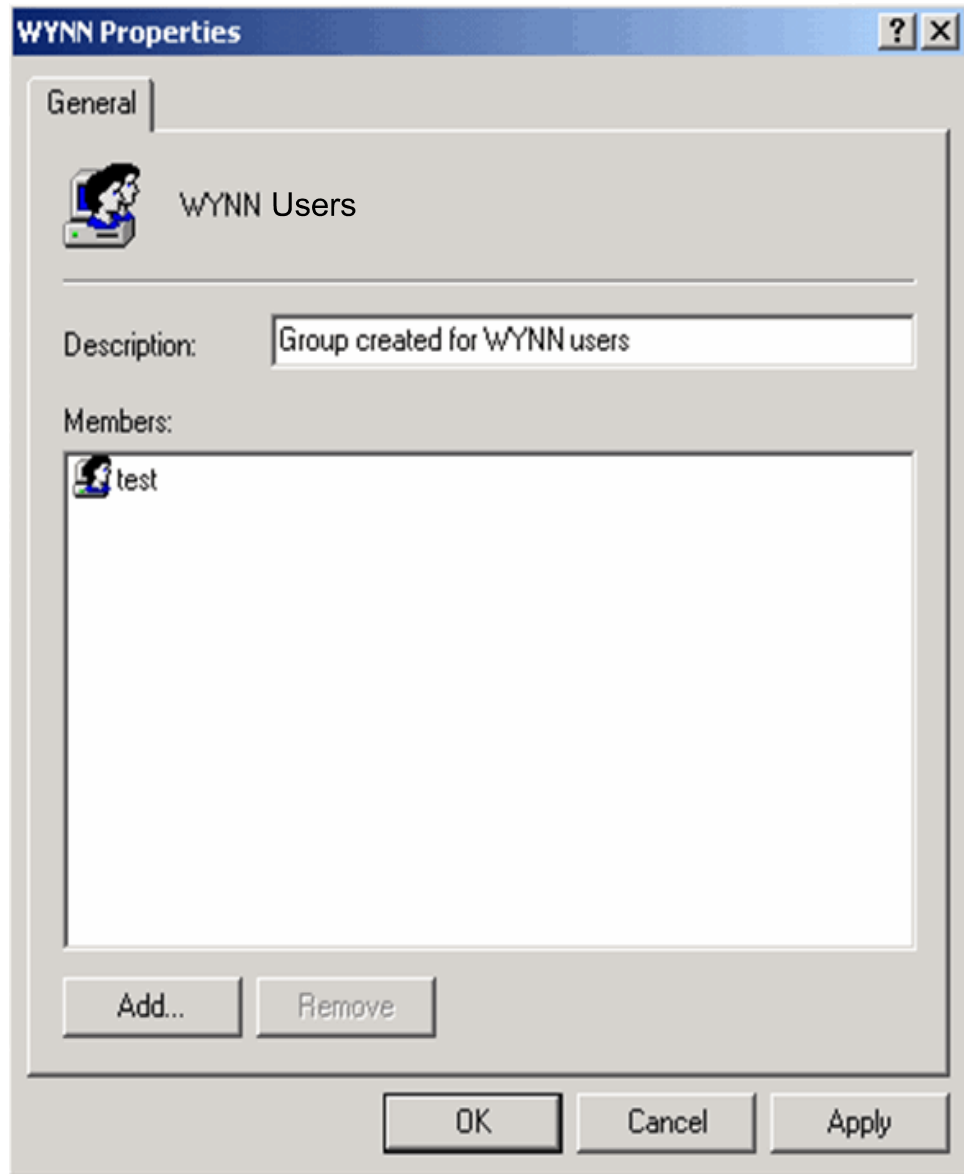 WYNN Properties
General
WYNN Users
Description: Group created for WYNN users
Members:
test
Add... Remove
OK Cancel Apply